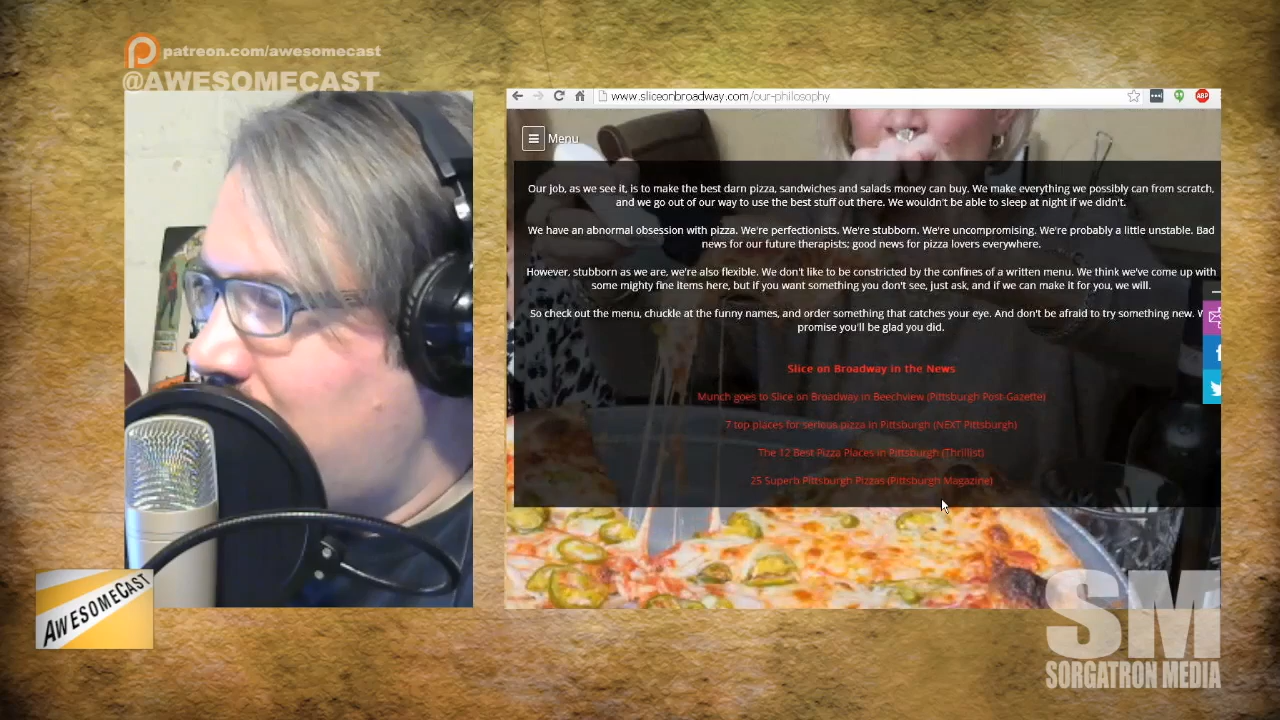 patreon.com/awesomecast
@AWESOMECAST
www.sliceonbroadway.com/our-philosophy
ABP
Menu
Our job, as we see it, is to make the best darn pizza, sandwiches and salads money can buy. We make everything we possibly can from scratch,
and we go out of our way to use the best stuff out there. We wouldn't be able to sleep at night if we didn't.
We have an abnormal obsession with pizza. We're perfectionists. We're stubborn. We're uncompromising. We're probably a little unstable. Bad
news for our future therapists; good news for pizza lovers everywhere.
However, stubborn as we are, we're also flexible. We don't like to be constricted by the confines of a written menu. We think we've come up with
some mighty fine items here, but if you want something you don't see, just ask, and if we can make it for you, we will.
So check out the menu, chuckle at the funny names, and order something that catches your eye. And don't be afraid to try something new.
promise you'll be glad you did.
Slice on Broadway in the News
Munch goes to Slice on Broadway in Beechview (Pittsburgh Post-Gazette)
7 top places for serious pizza in Pittsburgh (NEXT Pittsburgh)
The 12 Best Pizza Places in Pittsburgh (Thrillist)
25 Superb Pittsburgh Pizzas (Pittsburgh Magazine)
AWESOMECAST
SM
SORGATRON MEDIA